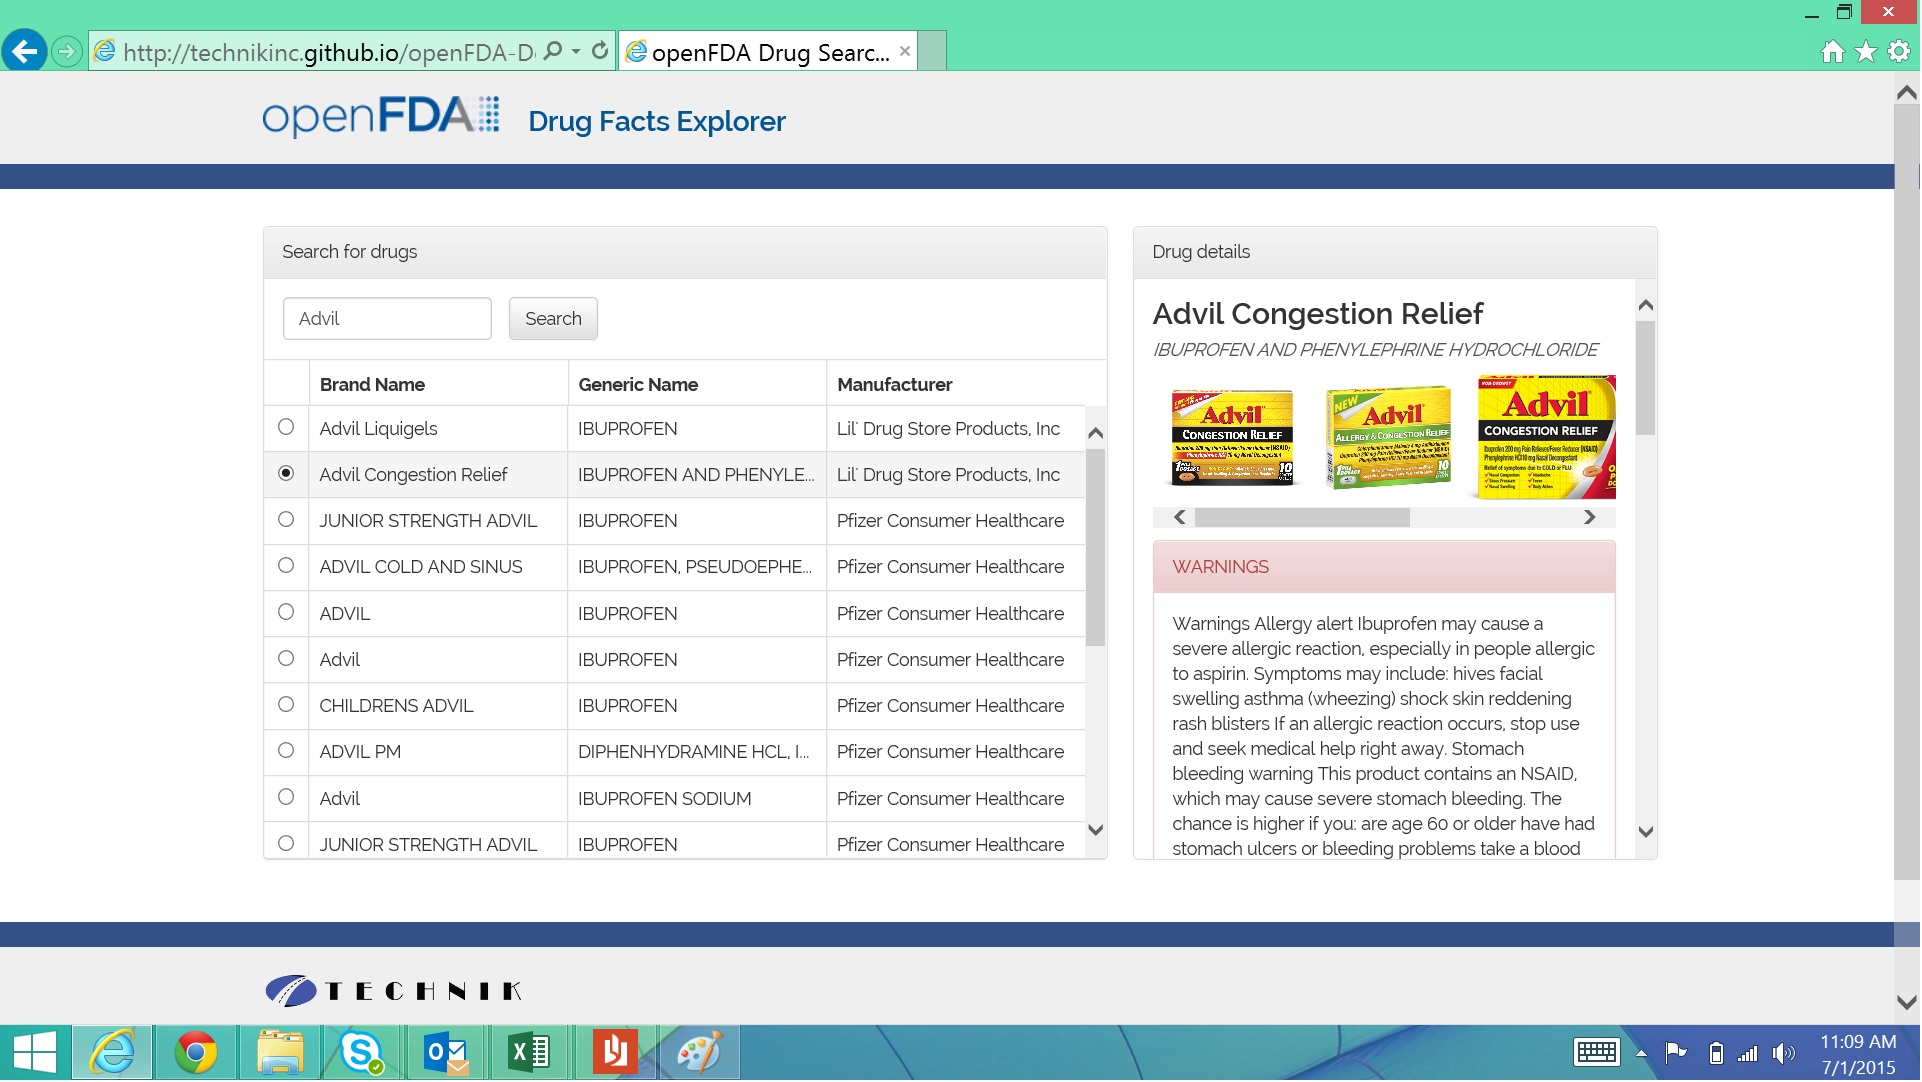 http://technikinc.github.io/openFDA-D
openFDA Drug Searc...
openFDA Drug Facts Explorer
Search for drugs
Advil
Search
Brand Name Generic Name Manufacturer
Advil Liquigels IBUPROFEN Lil' Drug Store Products, Inc
Advil Congestion Relief IBUPROFEN AND PHENYLE... Lil' Drug Store Products, Inc
JUNIOR STRENGTH ADVIL IBUPROFEN Pfizer Consumer Healthcare
ADVIL COLD AND SINUS IBUPROFEN, PSEUDOEPHE... Pfizer Consumer Healthcare
ADVIL IBUPROFEN Pfizer Consumer Healthcare
Advil IBUPROFEN Pfizer Consumer Healthcare
CHILDRENS ADVIL IBUPROFEN Pfizer Consumer Healthcare
ADVIL PM DIPHENHYDRAMINE HCL, I... Pfizer Consumer Healthcare
Advil IBUPROFEN SODIUM Pfizer Consumer Healthcare
JUNIOR STRENGTH ADVIL IBUPROFEN Pfizer Consumer Healthcare
Drug details
Advil Congestion Relief
IBUPROFEN AND PHENYLEPHRINE HYDROCHLORIDE
Advil
CONGESTION RELIEF
10
NEW
Advil
ALLERGY & CONGESTION RELIEF
10
Advil
CONGESTION RELIEF
WARNINGS
Warnings Allergy alert Ibuprofen may cause a
severe allergic reaction, especially in people allergic
to aspirin. Symptoms may include: hives facial
swelling asthma (wheezing) shock skin reddening
rash blisters If an allergic reaction occurs, stop use
and seek medical help right away. Stomach
bleeding warning This product contains an NSAID,
which may cause severe stomach bleeding. The
chance is higher if you: are age 60 or older have had
stomach ulcers or bleeding problems take a blood
TECHNIK
11:09 AM
7/1/2015